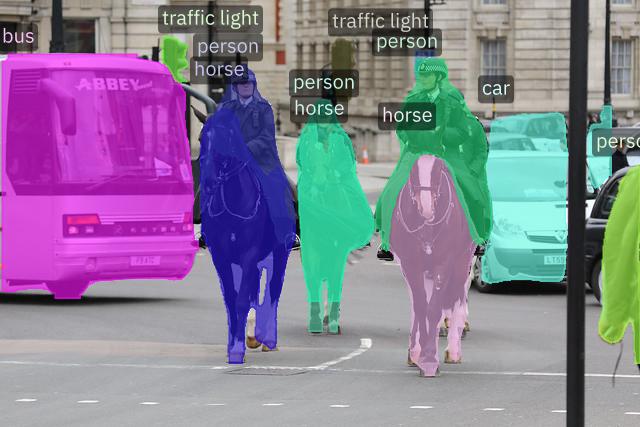 traffic light
traffic light
bus
person
person
horse
person
car
horse
horse
perso
ABBEY